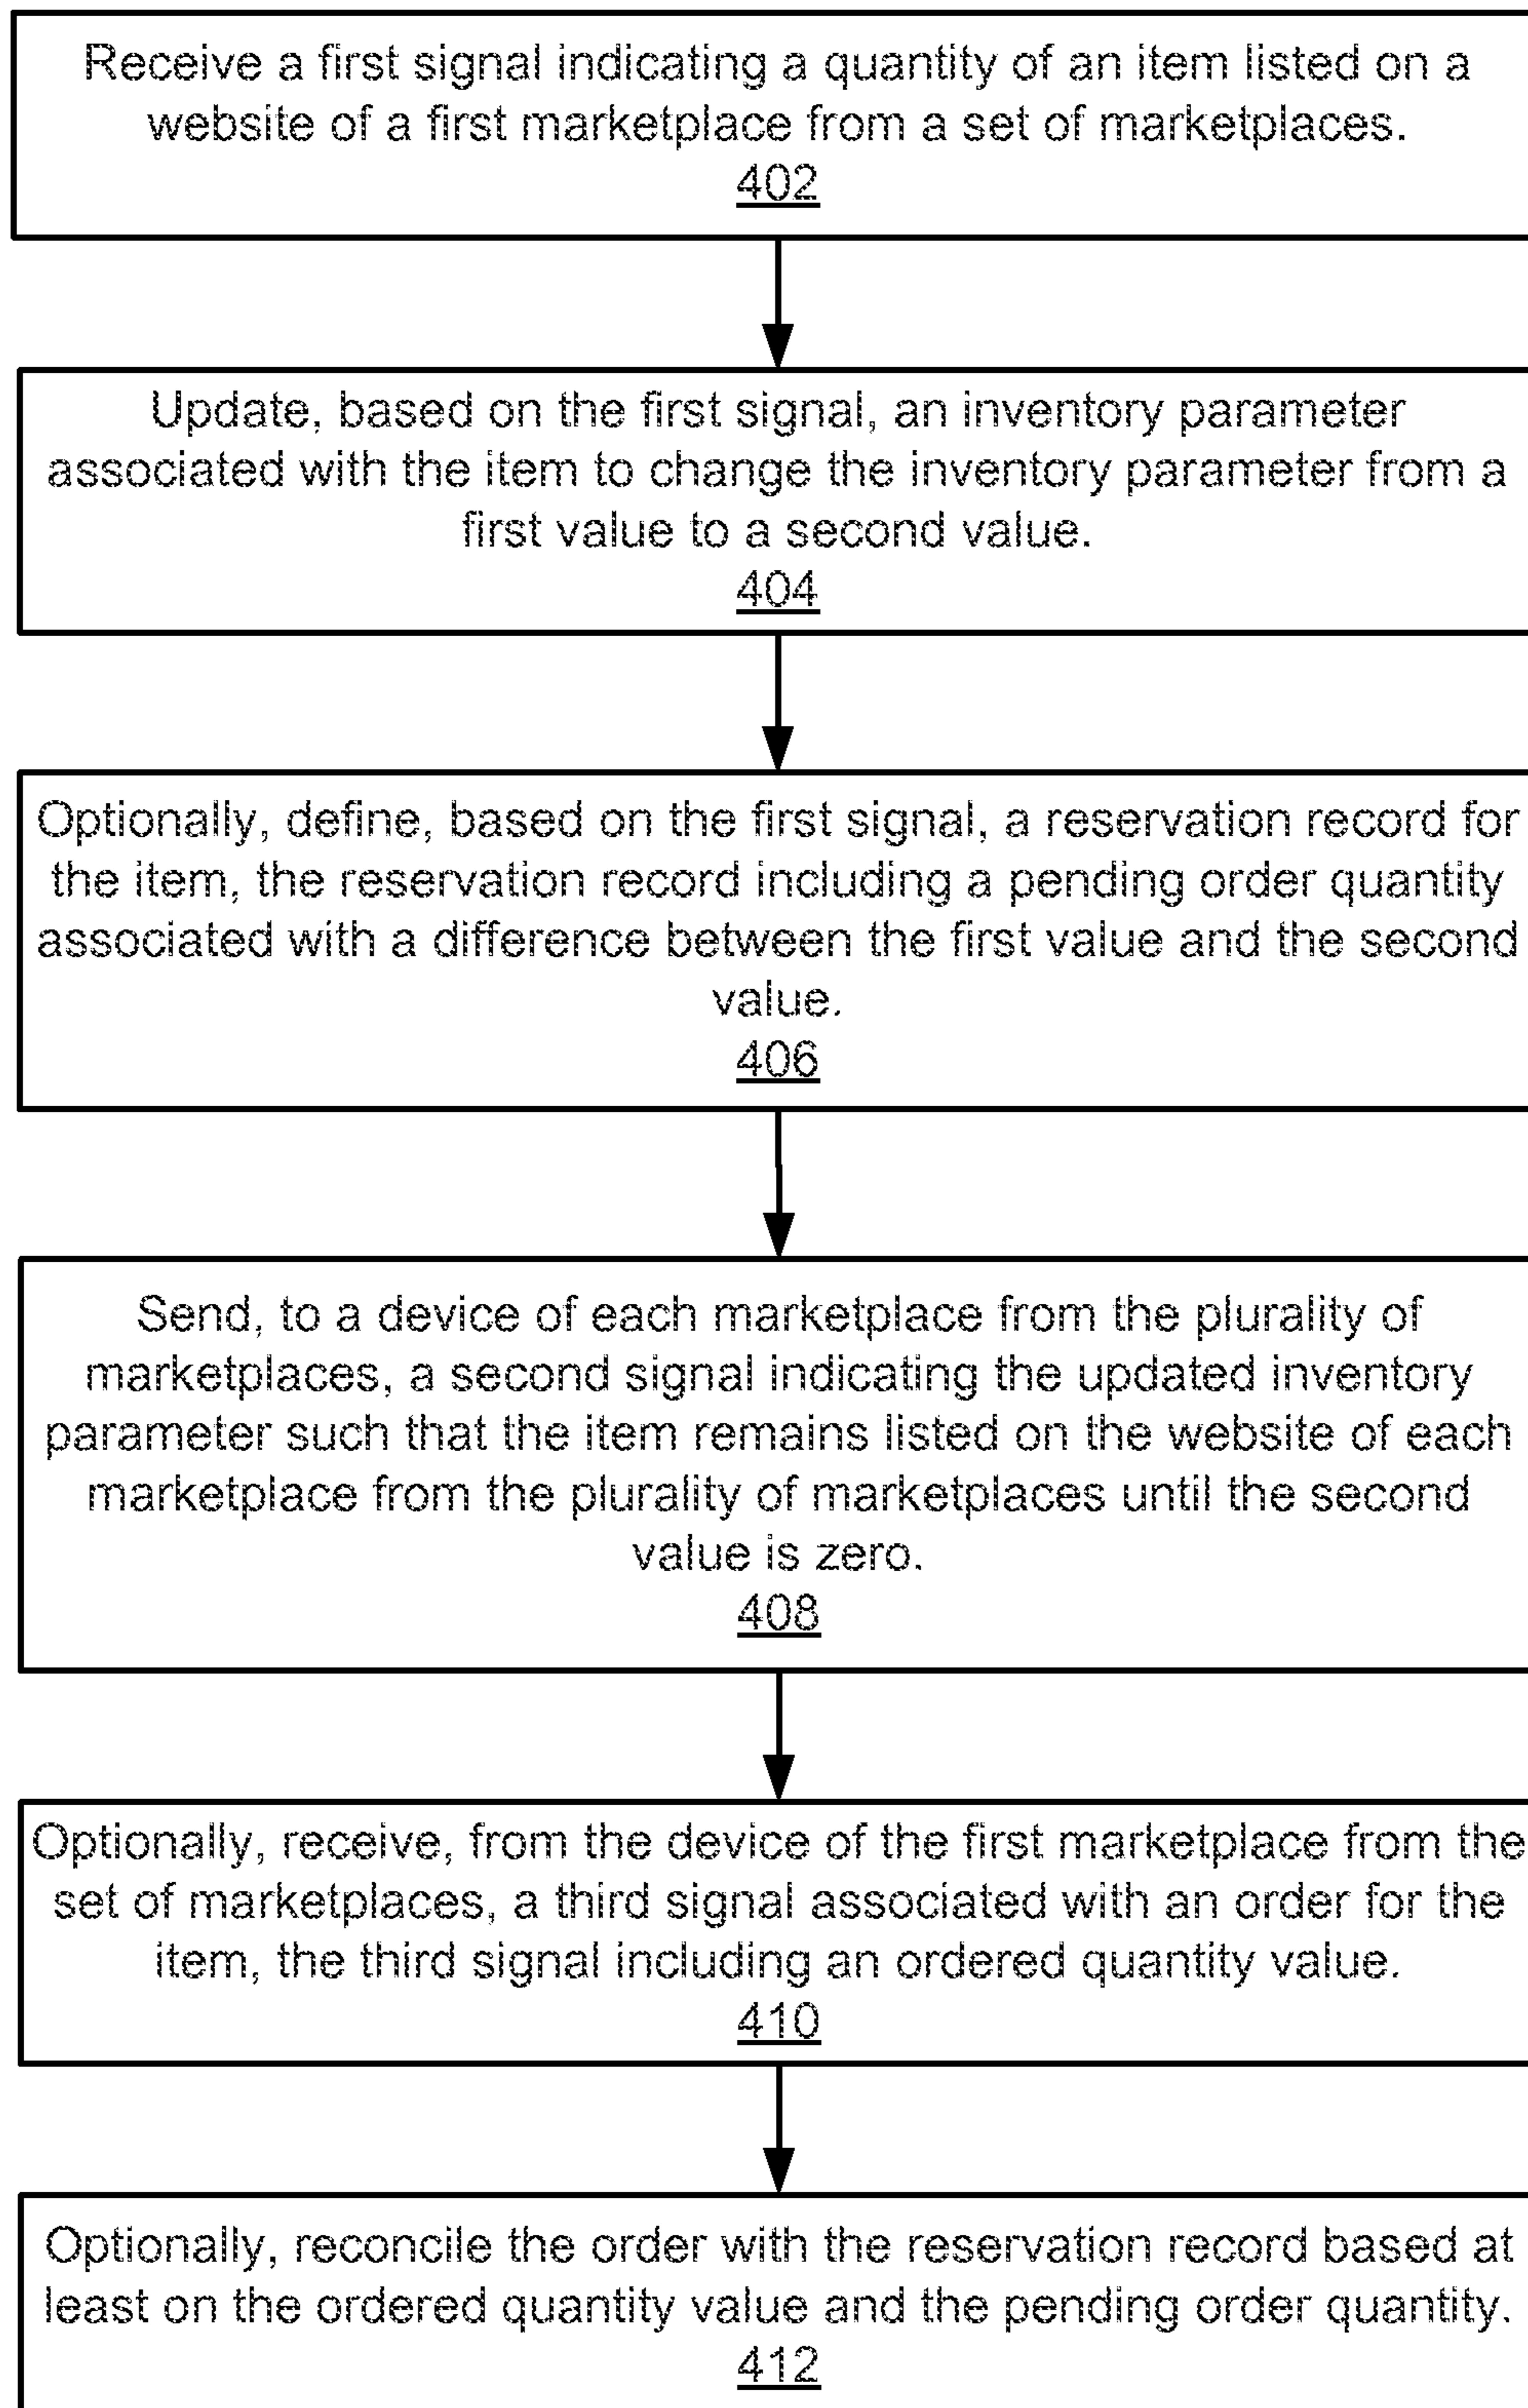 Receive a first signal indicating a quantity of an item listed on a
website of a first marketplace from a set of marketplaces.
402
Update, based on the first signal, an inventory parameter
associated with the item to change the inventory parameter from a
first value to a second value.
404
Optionally, define, based on the first signal, a reservation record for
the item, the reservation record including a pending order quantity
associated with a difference between the first value and the second
value.
406
Send, to a device of each marketplace from the plurality of
marketplaces, a second signal indicating the updated inventory
parameter such that the item remains listed on the website of each
marketplace from the plurality of marketplaces until the second
value is zero.
408
Optionally, receive, from the device of the first marketplace from the
set of marketplaces, a third signal associated with an order for the
item, the third signal including an ordered quantity value.
410
Optionally, reconcile the order with the reservation record based at
least on the ordered quantity value and the pending order quantity.
412